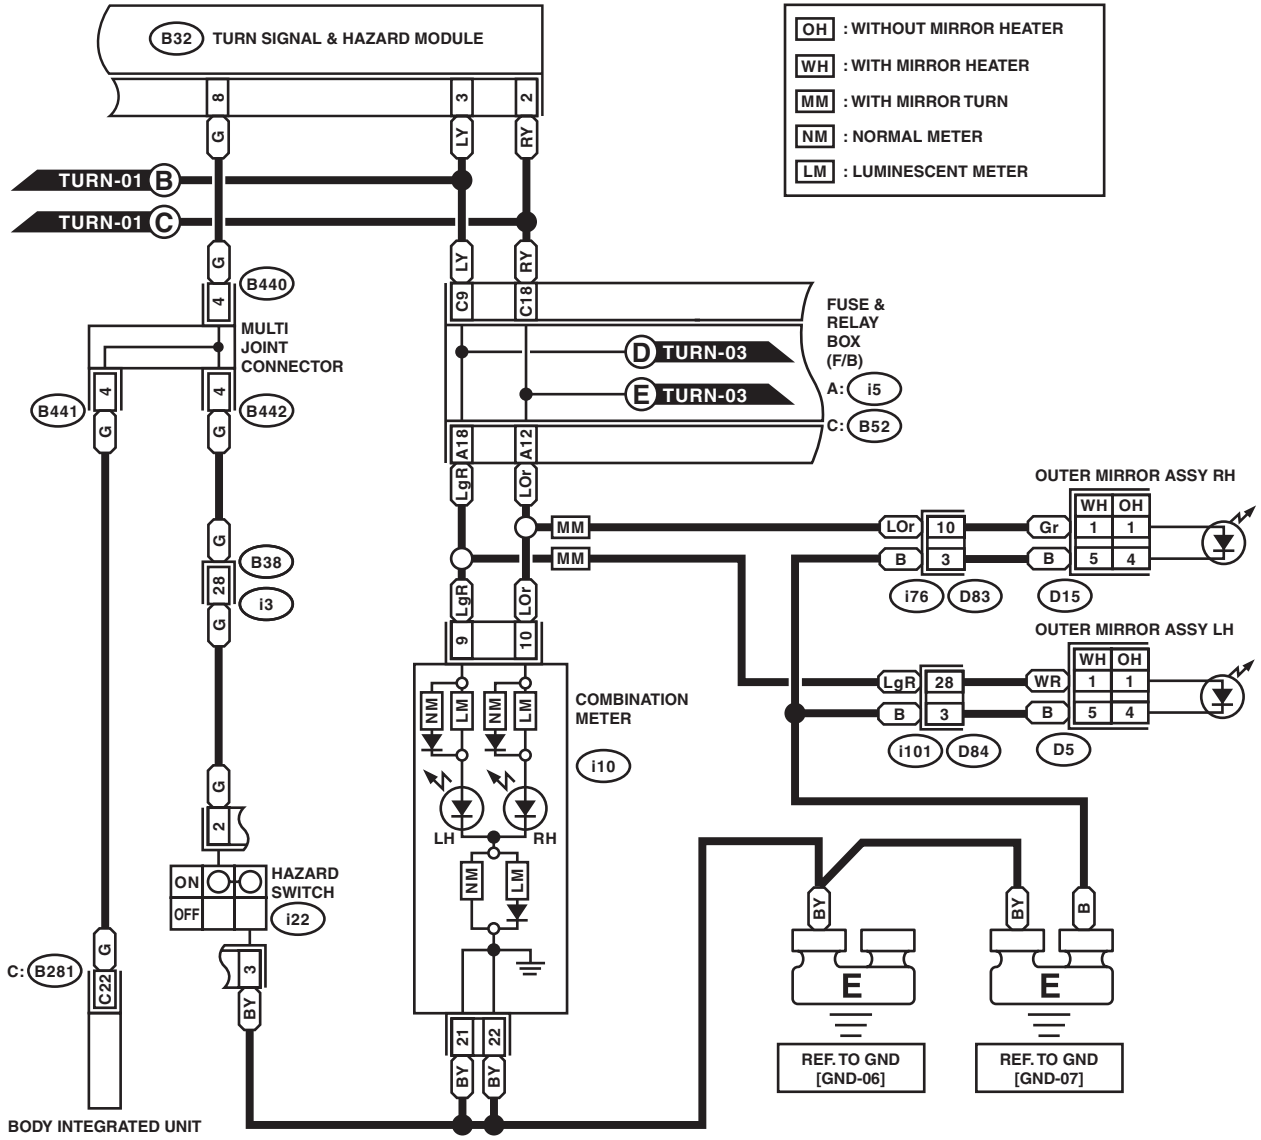 B32 TURN SIGNAL & HAZARD MODULE
8 3 2
G LY RY
TURN-01 B
TURN-01 C
OH : WITHOUT MIRROR HEATER
WH : WITH MIRROR HEATER
MM : WITH MIRROR TURN
NM : NORMAL METER
LM : LUMINESCENT METER
G LY RY
B440
4 C9 C18
MULTI
JOINT
CONNECTOR
FUSE &
RELAY
BOX
(F/B)
D TURN-03
E TURN-03
A: i5
C: B52
4 4
B441 B442
G G
A18 A12
LgR LOr
OUTER MIRROR ASSY RH
WH OH
MM LOr 10 Gr 1 1
MM B 3 B 5 4
i76 D83 D15
G
B38
28
i3
G
LgR LOr
9 10
OUTER MIRROR ASSY LH
WH OH
LgR 28 WR 1 1
B 3 B 5 4
i101 D84 D5
NM LM NM LM
COMBINATION
METER
i10
LH RH
NM LM
G
2
ON
OFF
HAZARD
SWITCH
i22
3
BY
G
C: B281
C22
BODY INTEGRATED UNIT
21 22
BY BY
BY BY B
E E
REF. TO GND
[GND-06]
REF. TO GND
[GND-07]